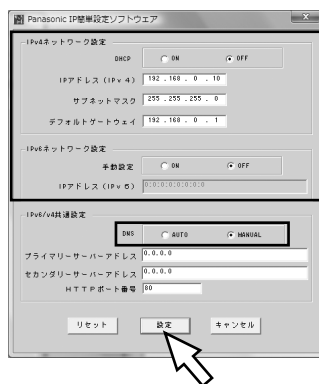 Panasonic IP簡単設定ソフトウェア
IPv4ネットワーク設定
DHCP ON OFF
IPアドレス (IPv 4) 192 . 168 . 0 . 10
サブネットマスク 255 . 255 . 255 . 0
デフォルトゲートウェイ 192 . 168 . 0 . 1
IPv6ネットワーク設定
手動設定 ON OFF
IPアドレス (IPv 6) 0:0:0:0:0:0:0:0
IPv6/v4共通設定
DNS AUTO MANUAL
プライマリーサーバーアドレス 0.0.0.0
セカンダリーサーバーアドレス 0.0.0.0
HTTPポート番号 80
リセット 設定 キャンセル